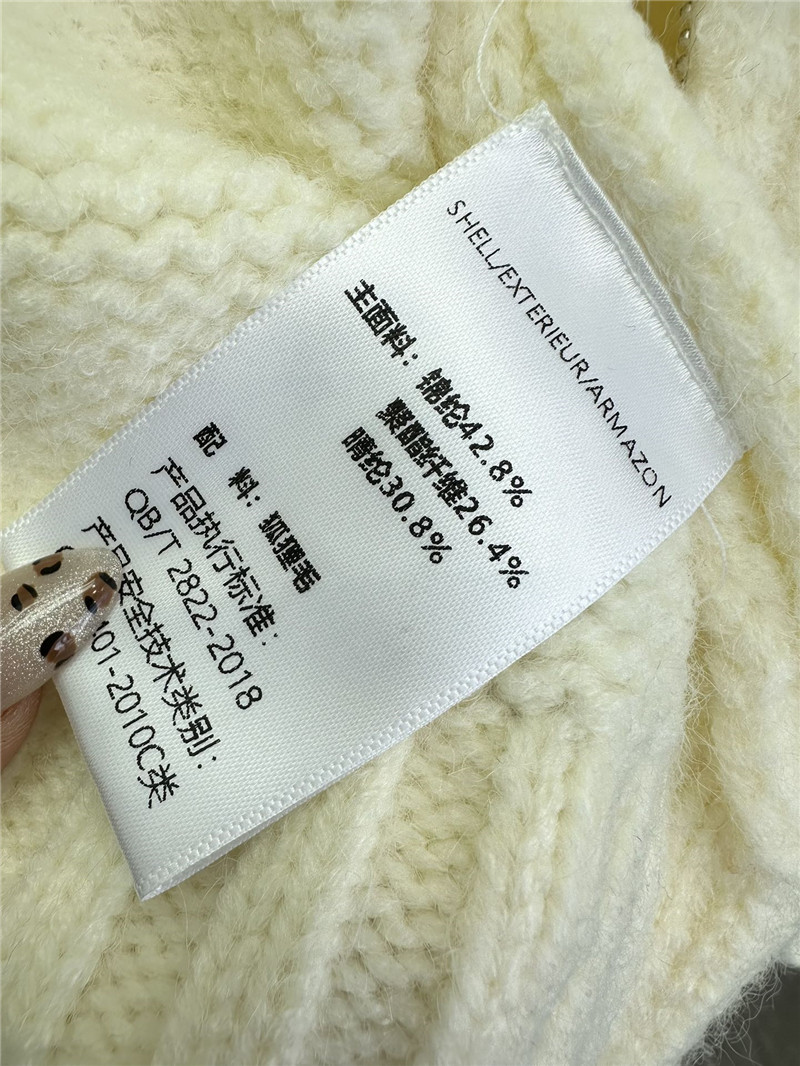 SHELL/EXTERIEUR/ARMAZON
主面料：锦纶42.8%
聚酯纤维26.4%
腈纶30.8%
配 料：狐狸毛
产品执行标准：
QB/T 2822-2018
产品安全技术类别：
01-2010C类